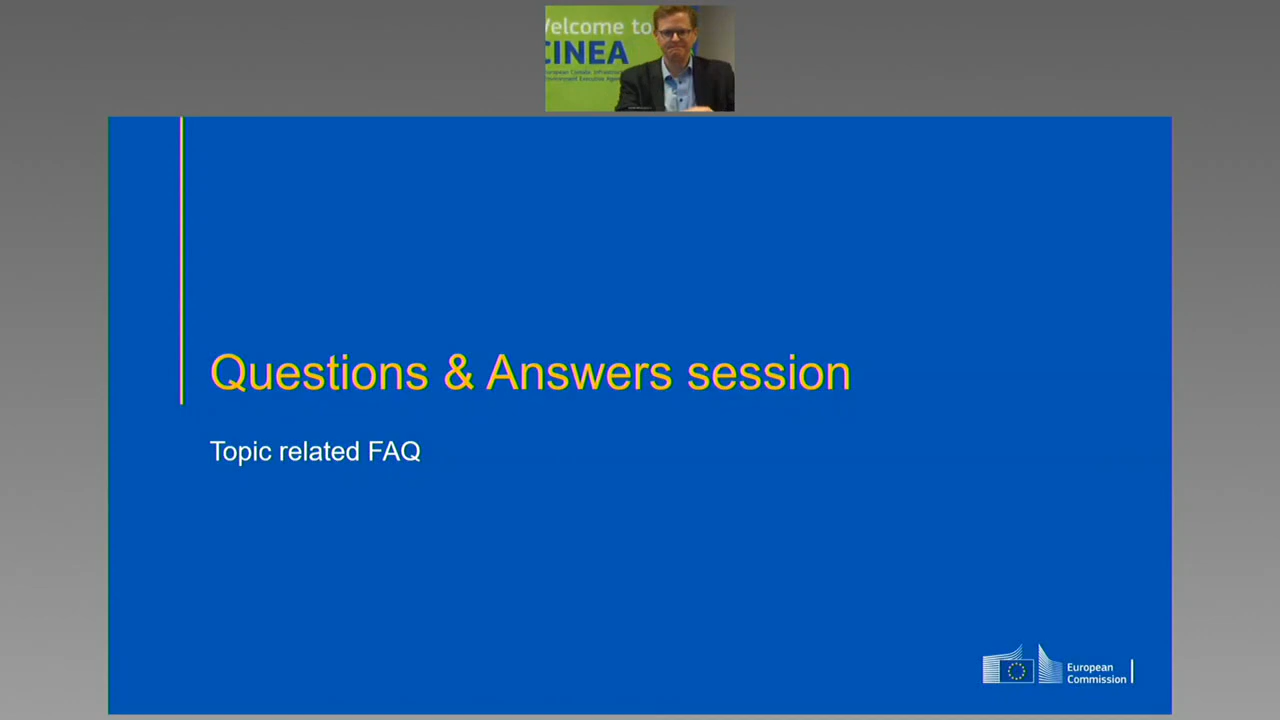 Welcome to
CINEA
Questions & Answers session
Topic related FAQ
European
Commission